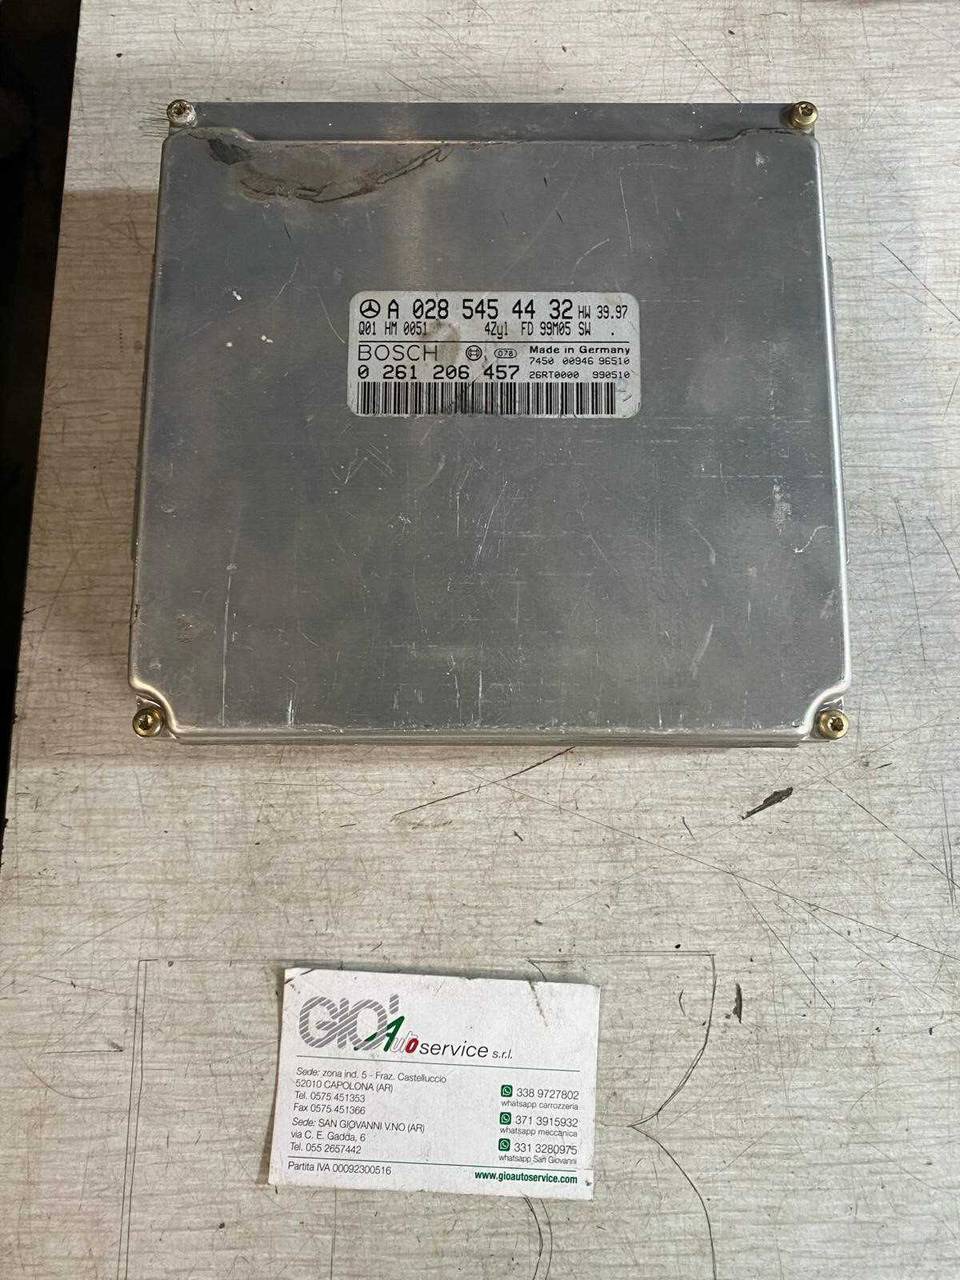 A 028 545 44 32 HW 39.97
Q01 HM 0051 4Zyl FD 99M05 SW .
BOSCH 078 Made in Germany
7450 00946 96510
0 261 206 457 26RT0000 990510
GIO' Auto service s.r.l.
Sede: zona ind. 5 - Fraz. Castelluccio
52010 CAPOLONA (AR)
Tel. 0575 451353
Fax 0575 451366
Sede: SAN GIOVANNI V.NO (AR)
via C. E. Gadda, 6
Tel. 055 2657442
Partita IVA 00092300516
338 9727802
whatsapp carrozzeria
371 3915932
whatsapp meccanica
331 3280975
whatsapp San Giovanni
www.gioautoservice.com